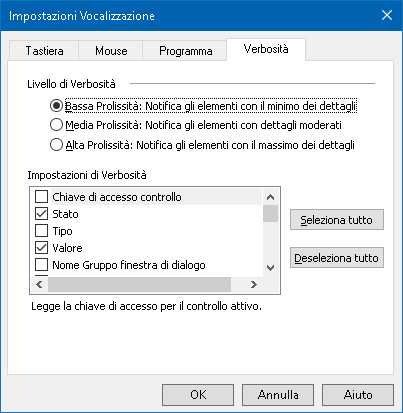 Impostazioni Vocalizzazione
Tastiera Mouse Programma Verbosità
Livello di Verbosità
Bassa Prolissità: Notifica gli elementi con il minimo dei dettagli
Media Prolissità: Notifica gli elementi con dettagli moderati
Alta Prolissità: Notifica gli elementi con il massimo dei dettagli
Impostazioni di Verbosità
Chiave di accesso controllo
Stato
Tipo
Valore
Nome Gruppo finestra di dialogo
Seleziona tutto
Deseleziona tutto
Legge la chiave di accesso per il controllo attivo.
OK Annulla Aiuto